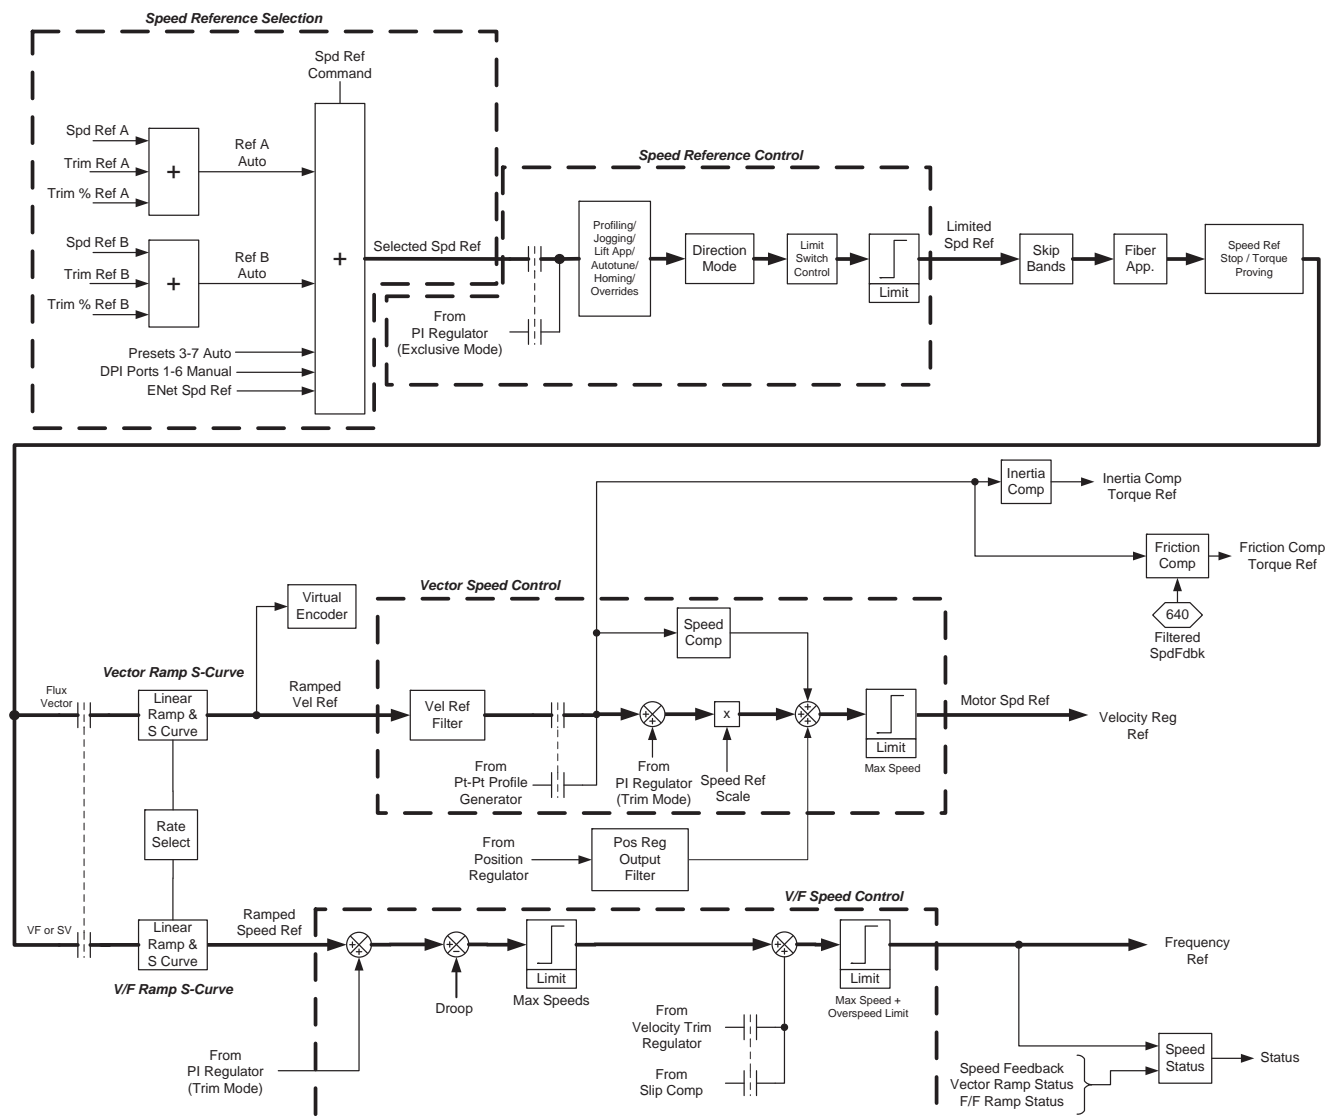 Speed Reference Selection
Spd Ref
Command
Spd Ref A
Trim Ref A
Trim % Ref A
+
Ref A
Auto
Spd Ref B
Trim Ref B
Trim % Ref B
+
Ref B
Auto
Presets 3-7 Auto
DPI Ports 1-6 Manual
ENet Spd Ref
+
Selected Spd Ref
Speed Reference Control
From
PI Regulator
(Exclusive Mode)
Profiling/
Jogging/
Lift App/
Autotune/
Homing/
Overrides
Direction
Mode
Limit
Switch
Control
Limit
Limited
Spd Ref
Skip
Bands
Fiber
App.
Speed Ref
Stop / Torque
Proving
Inertia
Comp
Inertia Comp
Torque Ref
Friction
Comp
Friction Comp
Torque Ref
640
Filtered
SpdFdbk
Virtual
Encoder
Vector Speed Control
Speed
Comp
Vector Ramp S-Curve
Flux
Vector
Linear
Ramp &
S Curve
Ramped
Vel Ref
Vel Ref
Filter
From
Pt-Pt Profile
Generator
+
+
From
PI Regulator
(Trim Mode)
x
Speed Ref
Scale
+
+
+
Limit
Max Speed
Motor Spd Ref
Velocity Reg
Ref
Rate
Select
From
Position
Regulator
Pos Reg
Output
Filter
V/F Speed Control
VF or SV
Linear
Ramp &
S Curve
V/F Ramp S-Curve
Ramped
Speed Ref
+
+
From
PI Regulator
(Trim Mode)
+
-
Droop
Limit
Max Speeds
+
+
From
Velocity Trim
Regulator
From
Slip Comp
Limit
Max Speed +
Overspeed Limit
Frequency
Ref
Speed Feedback
Vector Ramp Status
F/F Ramp Status
Speed
Status
Status